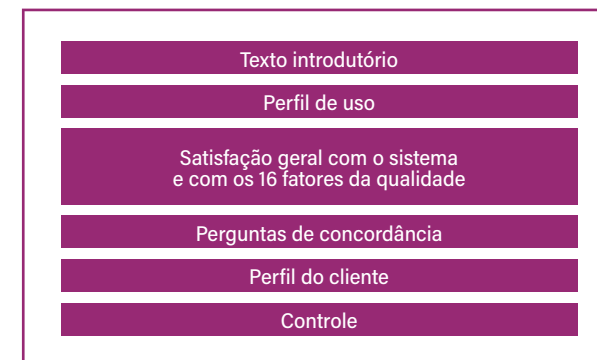 Texto introdutório
Perfil de uso
Satisfação geral com o sistema
e com os 16 fatores da qualidade
Perguntas de concordância
Perfil do cliente
Controle